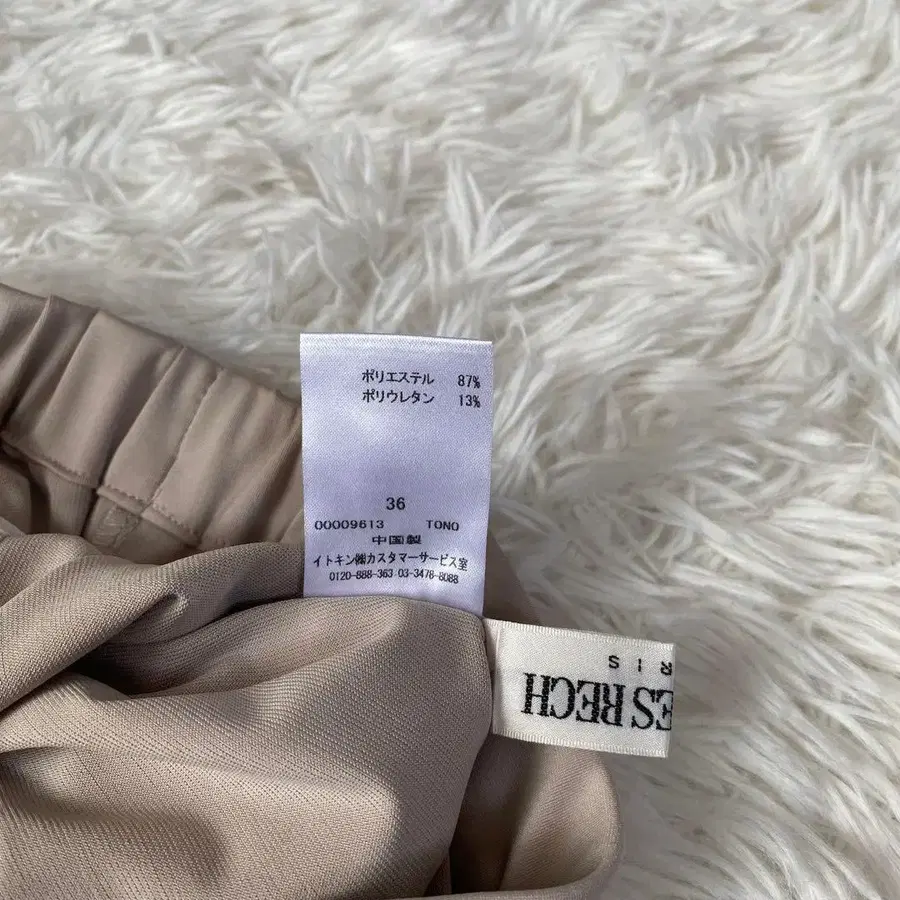 ポリエステル 87%
ポリウレタン 13%
36
00009613 TONO
中国製
イトキン㈱カスタマーサービス室
0120-888-363 03-3478-8088
ES RECH
RIS